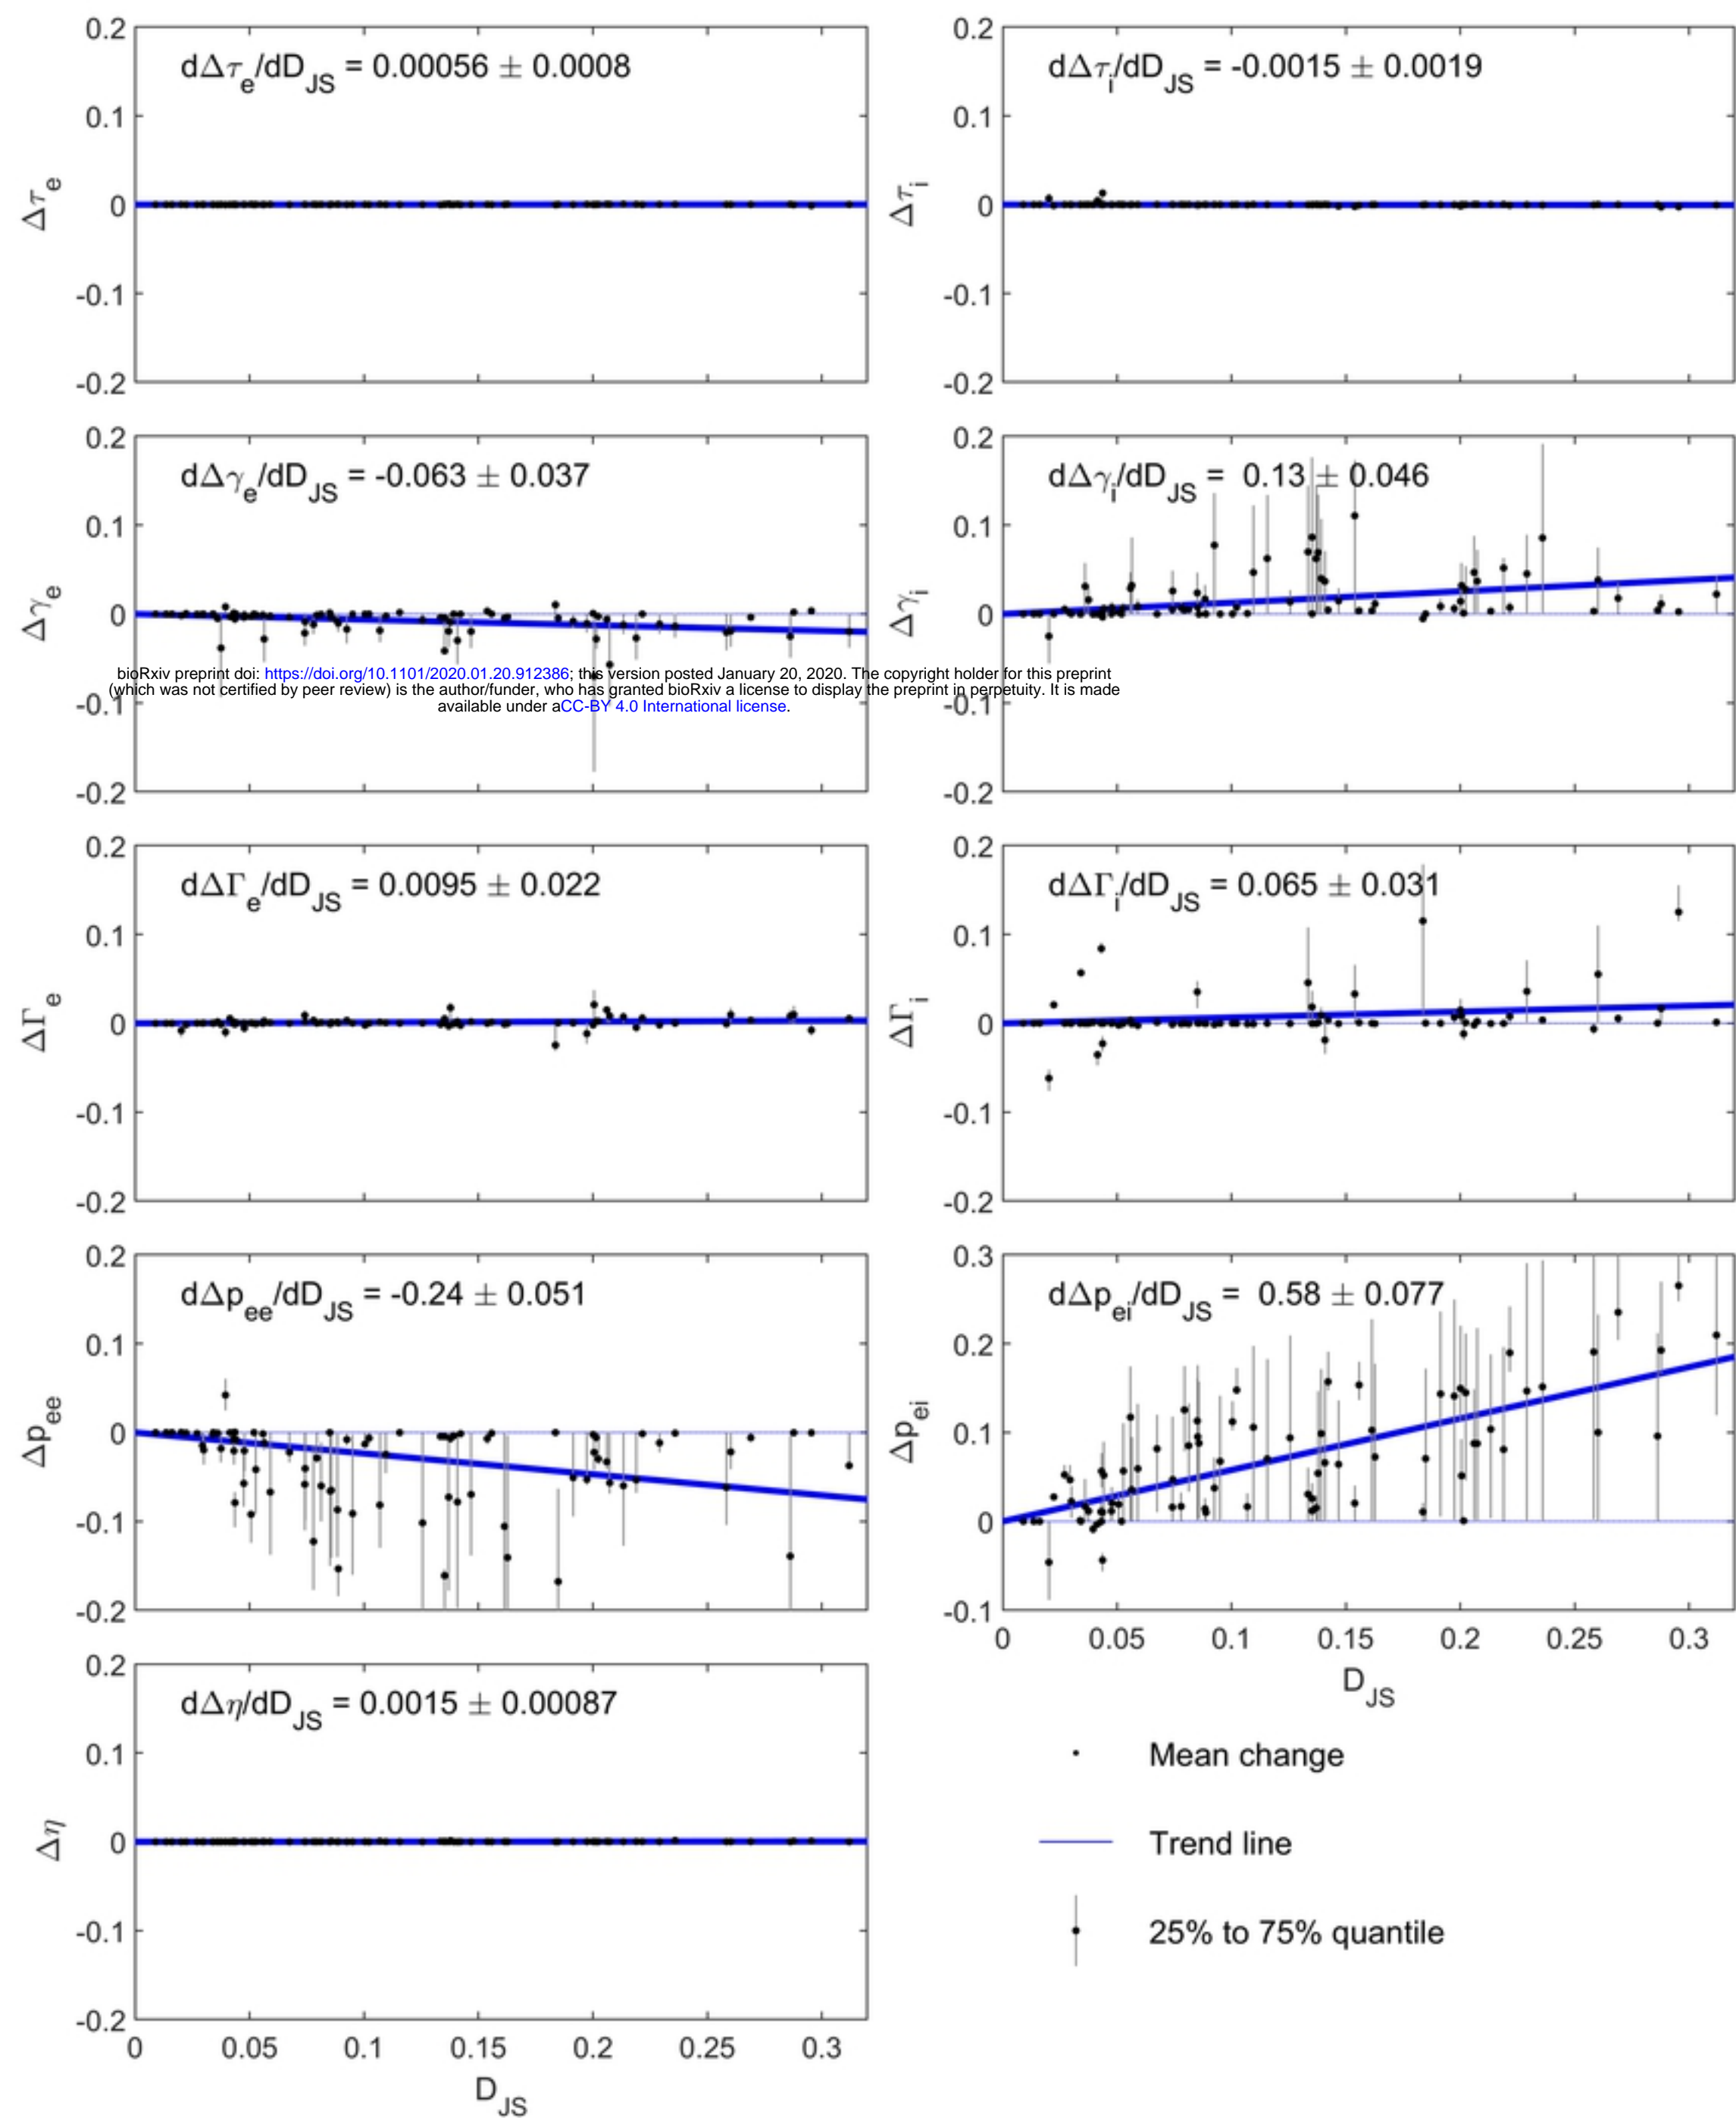 0.2
dΔτe/dDJS = 0.00056 ± 0.0008
0.1
Δτe
0
-0.1
-0.2
0.2
dΔτi/dDJS = -0.0015 ± 0.0019
0.1
Δτi
0
-0.1
-0.2
0.2
dΔγe/dDJS = -0.063 ± 0.037
0.1
Δγe
0
-0.1
-0.2
0.2
dΔγi/dDJS = 0.13 ± 0.046
0.1
Δγi
0
-0.1
-0.2
bioRxiv preprint doi: https://doi.org/10.1101/2020.01.20.912386; this version posted January 20, 2020. The copyright holder for this preprint
(which was not certified by peer review) is the author/funder, who has granted bioRxiv a license to display the preprint in perpetuity. It is made
available under aCC-BY 4.0 International license.
0.2
dΔΓe/dDJS = 0.0095 ± 0.022
0.1
ΔΓe
0
-0.1
-0.2
0.2
dΔΓi/dDJS = 0.065 ± 0.031
0.1
ΔΓi
0
-0.1
-0.2
0.2
dΔpee/dDJS = -0.24 ± 0.051
0.1
Δpee
0
-0.1
-0.2
0.3
dΔpei/dDJS = 0.58 ± 0.077
0.2
0.1
Δpei
0
-0.1
0 0.05 0.1 0.15 0.2 0.25 0.3
DJS
0.2
dΔη/dDJS = 0.0015 ± 0.00087
0.1
Δη
0
-0.1
-0.2
0 0.05 0.1 0.15 0.2 0.25 0.3
DJS
Mean change
Trend line
25% to 75% quantile